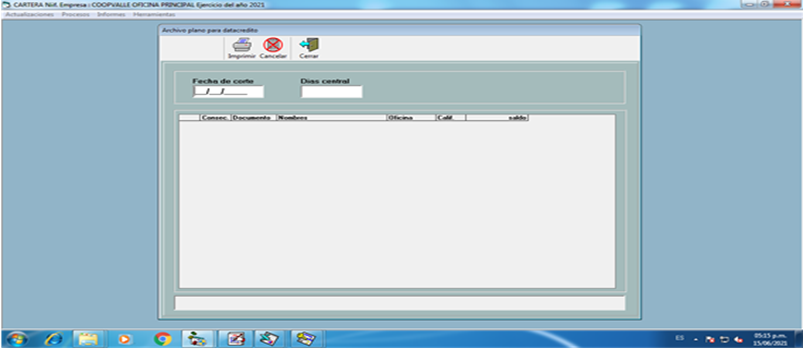 CARTERA Niif. Empresa : COOPVALLE OFICINA PRINCIPAL Ejercicio del año 2021
Actualizaciones Procesos Informes Herramientas
Archivo plano para datacredito
Imprimir Cancelar Cerrar
Fecha de corte Dias central
__/__/____
Consec. Documento Nombres Oficina Calif. saldo
ES 05:15 p.m.
15/06/2021